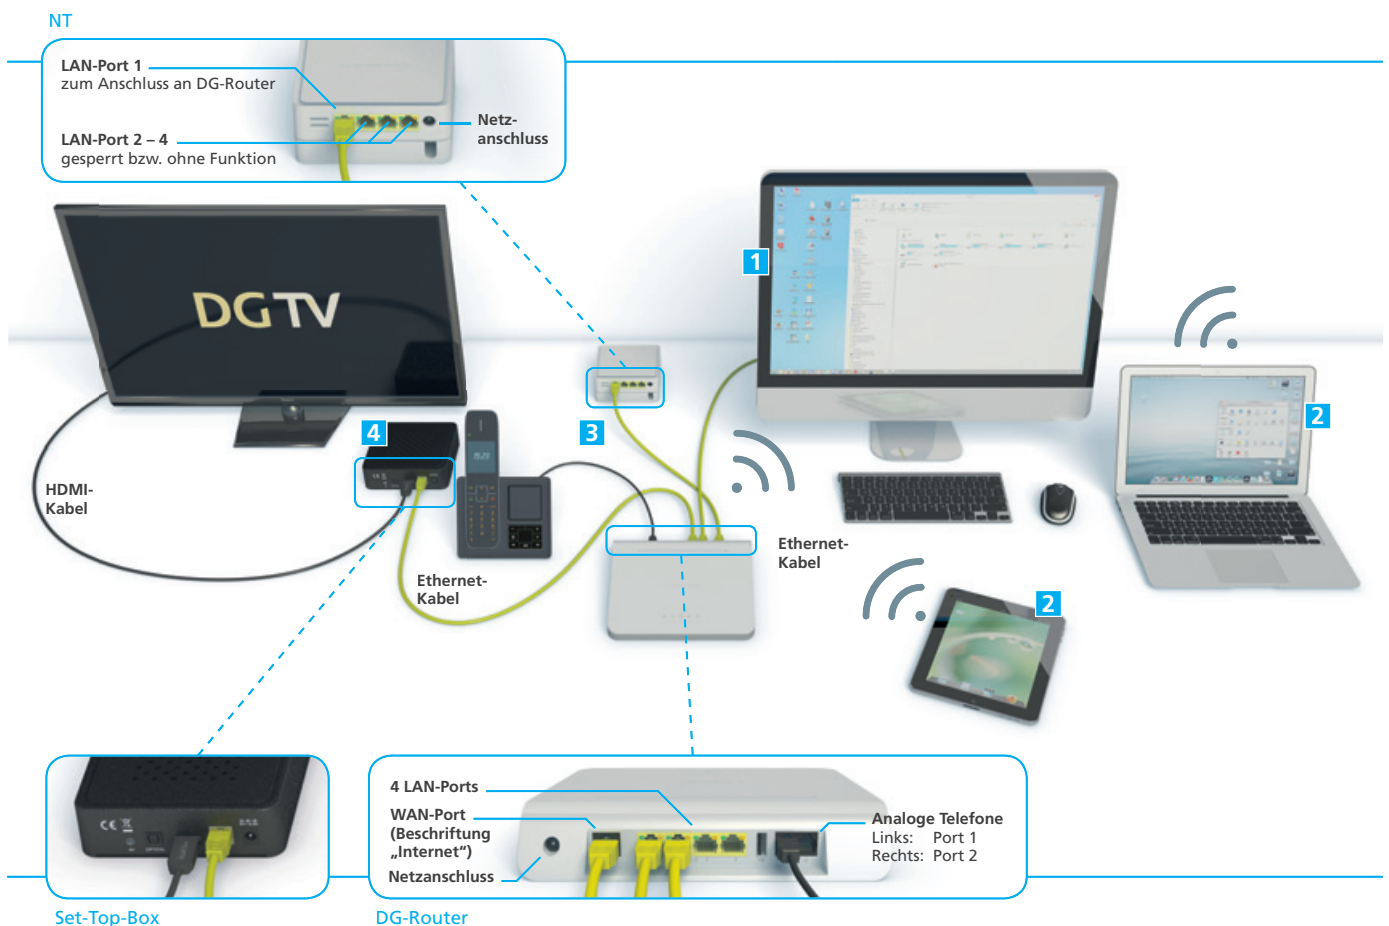 NT
LAN-Port 1
zum Anschluss an DG-Router
LAN-Port 2 – 4
gesperrt bzw. ohne Funktion
Netz-
anschluss
DGTV
1
2
3
4
HDMI-
Kabel
Ethernet-
Kabel
Ethernet-
Kabel
2
4 LAN-Ports
WAN-Port
(Beschriftung
„Internet“)
Netzanschluss
Analoge Telefone
Links: Port 1
Rechts: Port 2
CE
Set-Top-Box
DG-Router